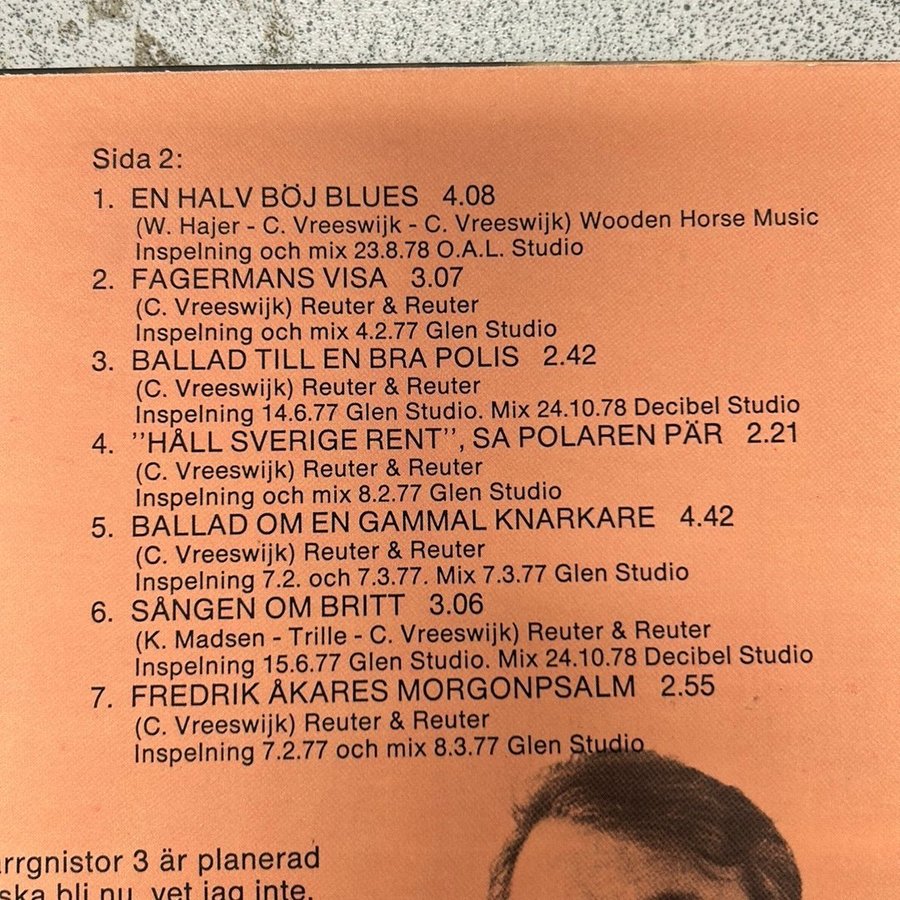 Sida 2:
1. EN HALV BÖJ BLUES 4.08
(W. Hajer - C. Vreeswijk - C. Vreeswijk) Wooden Horse Music
Inspelning och mix 23.8.78 O.A.L. Studio
2. FAGERMANS VISA 3.07
(C. Vreeswijk) Reuter & Reuter
Inspelning och mix 4.2.77 Glen Studio
3. BALLAD TILL EN BRA POLIS 2.42
(C. Vreeswijk) Reuter & Reuter
Inspelning 14.6.77 Glen Studio. Mix 24.10.78 Decibel Studio
4. ''HÅLL SVERIGE RENT'', SA POLAREN PÄR 2.21
(C. Vreeswijk) Reuter & Reuter
Inspelning och mix 8.2.77 Glen Studio
5. BALLAD OM EN GAMMAL KNARKARE 4.42
(C. Vreeswijk) Reuter & Reuter
Inspelning 7.2. och 7.3.77. Mix 7.3.77 Glen Studio
6. SÅNGEN OM BRITT 3.06
(K. Madsen - Trille - C. Vreeswijk) Reuter & Reuter
Inspelning 15.6.77 Glen Studio. Mix 24.10.78 Decibel Studio
7. FREDRIK ÅKARES MORGONPSALM 2.55
(C. Vreeswijk) Reuter & Reuter
Inspelning 7.2.77 och mix 8.3.77 Glen Studio
arrgnistor 3 är planerad
ska bli nu, vet jag inte.